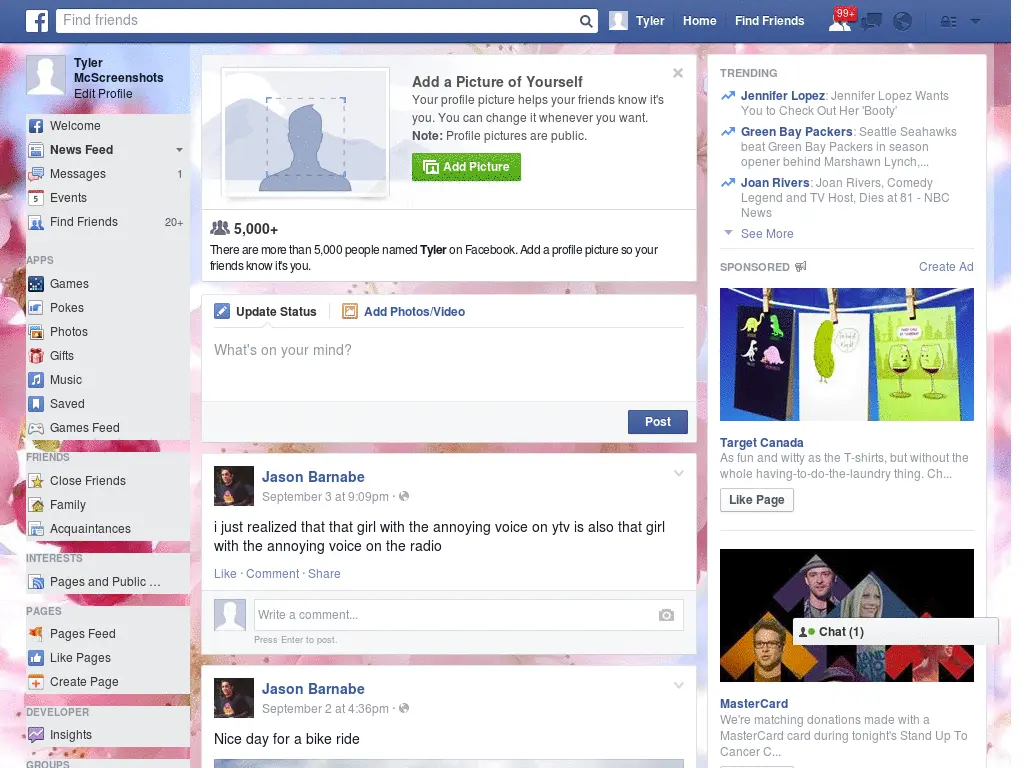 Find friends
Tyler
Home
Find Friends
99+
Tyler
McScreenshots
Edit Profile
Welcome
News Feed
Messages 1
5 Events
Find Friends 20+
APPS
Games
Pokes
Photos
Gifts
Music
Saved
Games Feed
FRIENDS
Close Friends
Family
Acquaintances
INTERESTS
Pages and Public ...
PAGES
Pages Feed
Like Pages
Create Page
DEVELOPER
Insights
GROUPS
Add a Picture of Yourself
Your profile picture helps your friends know it's
you. You can change it whenever you want.
Note: Profile pictures are public.
Add Picture
5,000+
There are more than 5,000 people named Tyler on Facebook. Add a profile picture so your
friends know it's you.
Update Status
Add Photos/Video
What's on your mind?
Post
Jason Barnabe
September 3 at 9:09pm ·
i just realized that that girl with the annoying voice on ytv is also that girl
with the annoying voice on the radio
Like · Comment · Share
Write a comment...
Press Enter to post.
Jason Barnabe
September 2 at 4:36pm ·
Nice day for a bike ride
TRENDING
Jennifer Lopez: Jennifer Lopez Wants
You to Check Out Her 'Booty'
Green Bay Packers: Seattle Seahawks
beat Green Bay Packers in season
opener behind Marshawn Lynch,...
Joan Rivers: Joan Rivers, Comedy
Legend and TV Host, Dies at 81 - NBC
News
See More
SPONSORED
Create Ad
Target Canada
As fun and witty as the T-shirts, but without the
whole having-to-do-the-laundry thing. Ch...
Like Page
Chat (1)
MasterCard
We're matching donations made with a
MasterCard card during tonight's Stand Up To
Cancer C...